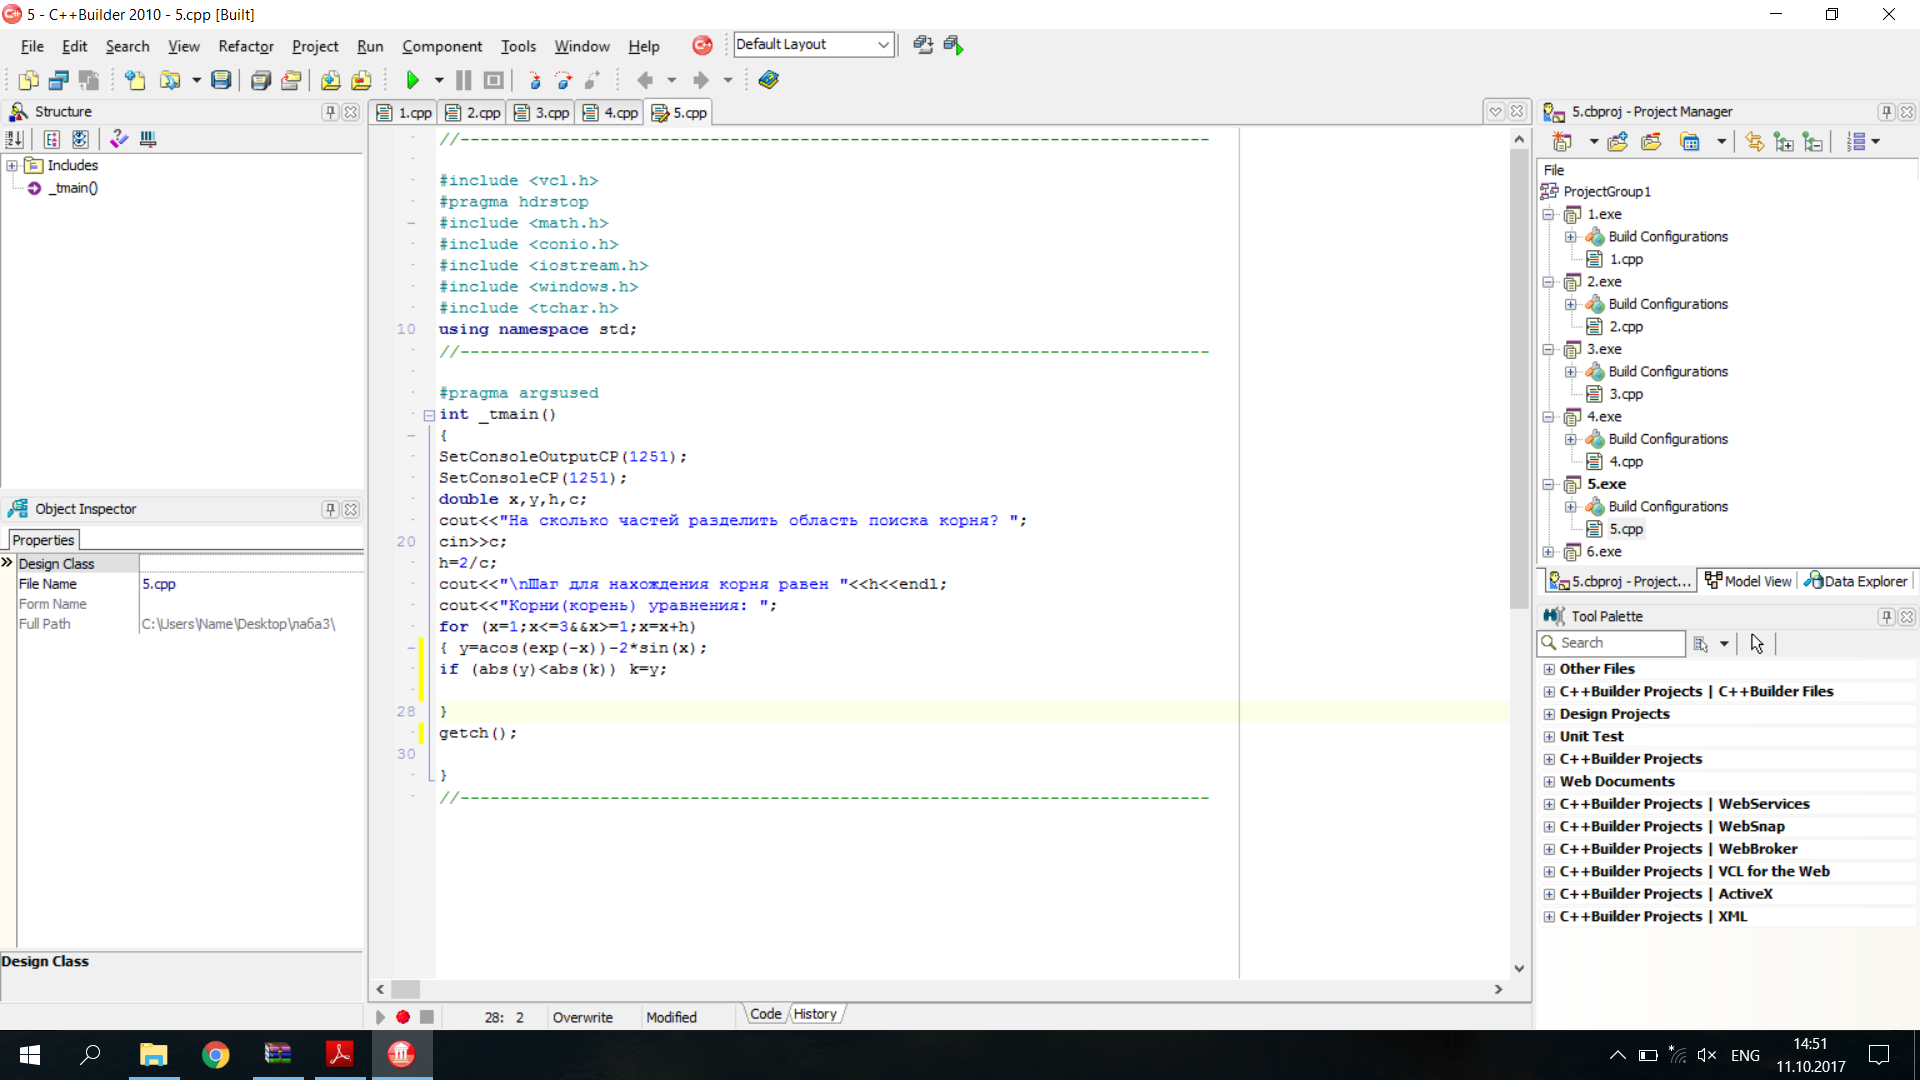 5 - C++Builder 2010 - 5.cpp [Built]
File Edit Search View Refactor Project Run Component Tools Window Help
Default Layout
Structure
Includes
_tmain()
Object Inspector
Properties
Design Class
File Name 5.cpp
Form Name
Full Path C:\Users\Name\Desktop\лаба3\
Design Class
1.cpp 2.cpp 3.cpp 4.cpp 5.cpp
//---------------------------------------------------------------------------
#include <vcl.h>
#pragma hdrstop
#include <math.h>
#include <conio.h>
#include <iostream.h>
#include <windows.h>
#include <tchar.h>
10 using namespace std;
//---------------------------------------------------------------------------
#pragma argsused
int _tmain()
{
SetConsoleOutputCP(1251);
SetConsoleCP(1251);
double x,y,h,c;
cout<<"На сколько частей разделить область поиска корня? ";
20 cin>>c;
h=2/c;
cout<<"\nШаг для нахождения корня равен "<<h<<endl;
cout<<"Корни(корень) уравнения: ";
for (x=1;x<=3&&x>=1;x=x+h)
{ y=acos(exp(-x))-2*sin(x);
if (abs(y)<abs(k)) k=y;
28 }
getch();
30
}
//---------------------------------------------------------------------------
28: 2 Overwrite Modified Code History
5.cbproj - Project Manager
File
ProjectGroup1
1.exe
Build Configurations
1.cpp
2.exe
Build Configurations
2.cpp
3.exe
Build Configurations
3.cpp
4.exe
Build Configurations
4.cpp
5.exe
Build Configurations
5.cpp
6.exe
5.cbproj - Project... Model View Data Explorer
Tool Palette
Search
Other Files
C++Builder Projects | C++Builder Files
Design Projects
Unit Test
C++Builder Projects
Web Documents
C++Builder Projects | WebServices
C++Builder Projects | WebSnap
C++Builder Projects | WebBroker
C++Builder Projects | VCL for the Web
C++Builder Projects | ActiveX
C++Builder Projects | XML
ENG
14:51
11.10.2017